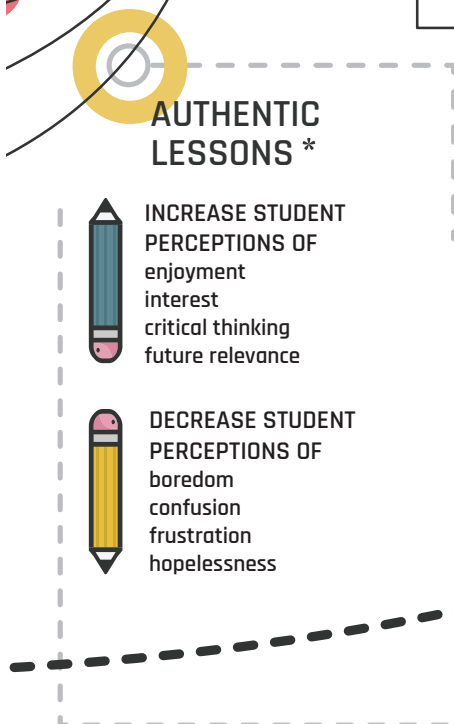 AUTHENTIC
LESSONS *
INCREASE STUDENT
PERCEPTIONS OF
enjoyment
interest
critical thinking
future relevance
DECREASE STUDENT
PERCEPTIONS OF
boredom
confusion
frustration
hopelessness